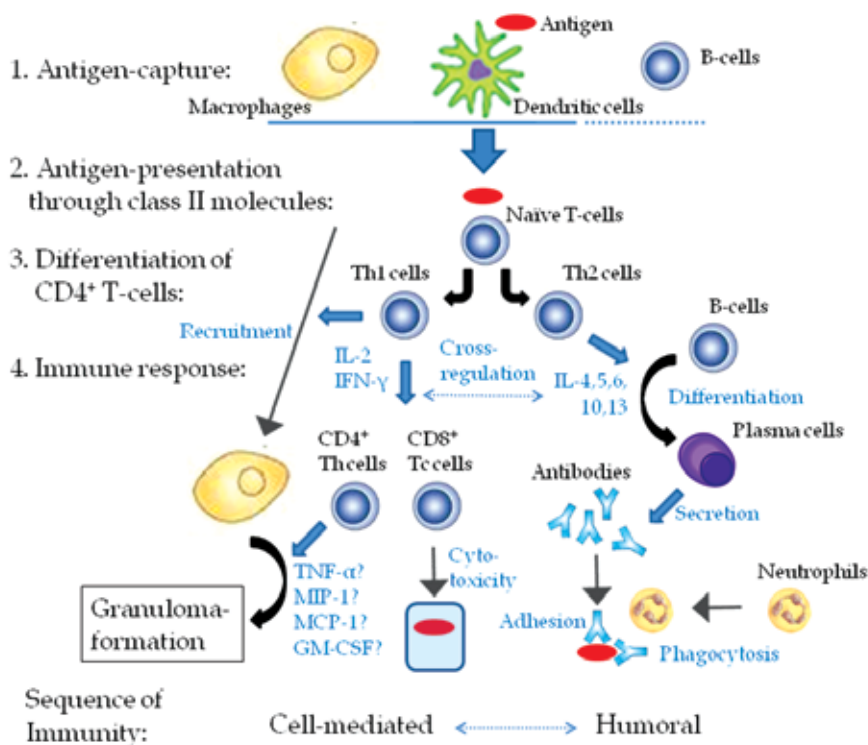 Antigen
1. Antigen-capture:
B-cells
Macrophages
Dendritic cells
2. Antigen-presentation
through class II molecules:
Naïve T-cells
3. Differentiation of
CD4⁺ T-cells:
Th1 cells
Th2 cells
B-cells
Recruitment
4. Immune response:
IL-2
IFN-γ
Cross-
regulation
IL-4,5,6,
10,13
Differentiation
Plasma cells
CD4⁺
Th cells
CD8⁺
Tc cells
Antibodies
Secretion
TNF-α?
MIP-1?
MCP-1?
GM-CSF?
Cyto-
toxicity
Neutrophils
Granuloma-
formation
Adhesion
Phagocytosis
Sequence of
Immunity:
Cell-mediated
Humoral